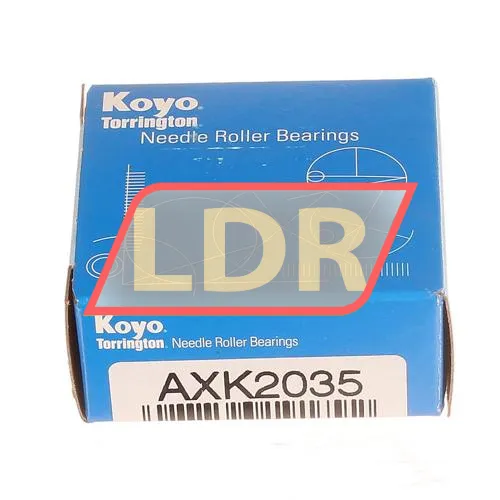 Koyo
Torrington
Needle Roller Bearings
LDR
Koyo
Torrington. Needle Roller Bearings
AXK2035